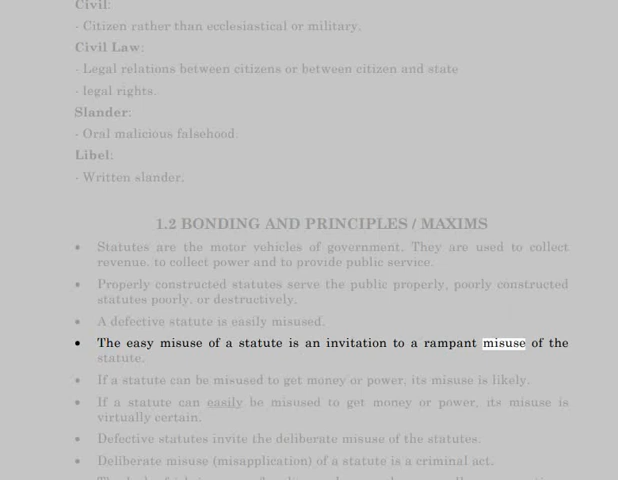 Civil:
- Citizen rather than ecclesiastical or military.
Civil Law:
- Legal relations between citizens or between citizen and state
- legal rights.
Slander:
- Oral malicious falsehood.
Libel:
- Written slander.
1.2 BONDING AND PRINCIPLES / MAXIMS
• Statutes are the motor vehicles of government. They are used to collect
revenue, to collect power and to provide public service.
• Properly constructed statutes serve the public properly, poorly constructed
statutes poorly, or destructively.
• A defective statute is easily misused.
• The easy misuse of a statute is an invitation to a rampant misuse of the
statute.
• If a statute can be misused to get money or power, its misuse is likely.
• If a statute can easily be misused to get money or power, its misuse is
virtually certain.
• Defective statutes invite the deliberate misuse of the statutes.
• Deliberate misuse (misapplication) of a statute is a criminal act.